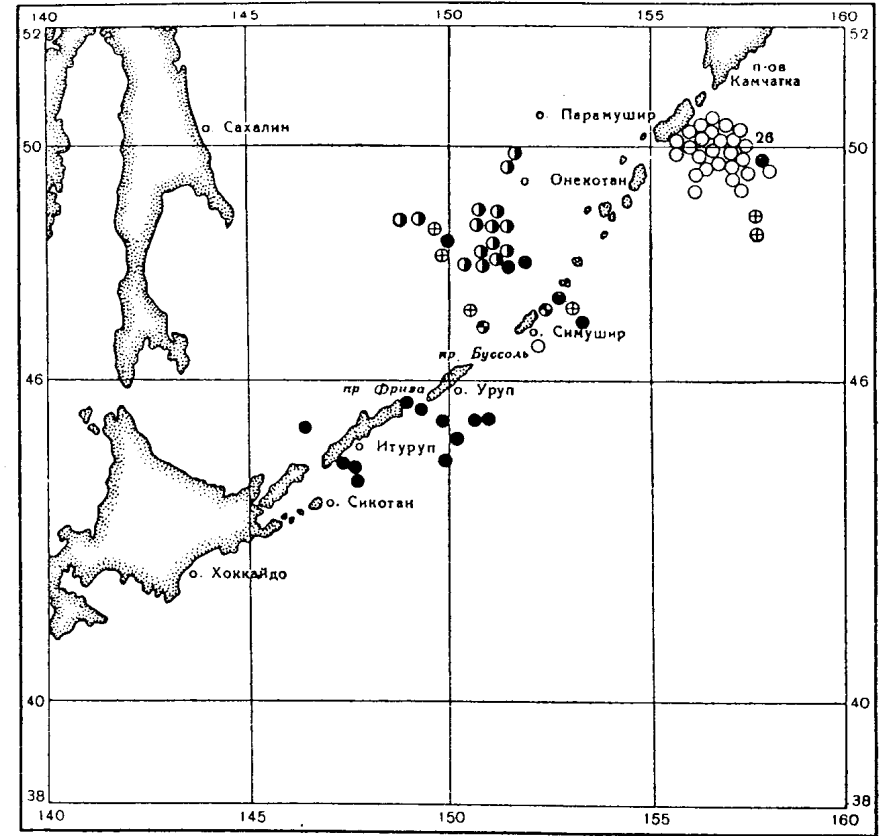 140 145 150 155 160
52 52
п-ов
Камчатка
о. Парамушир
о. Сахалин
26
50 50
о. Онекотан
о. Симушир
пр. Буссоль
46 46
пр Фриза
о. Уруп
о. Итуруп
о. Сикотан
о. Хоккайдо
40 40
38 38
140 145 150 155 160